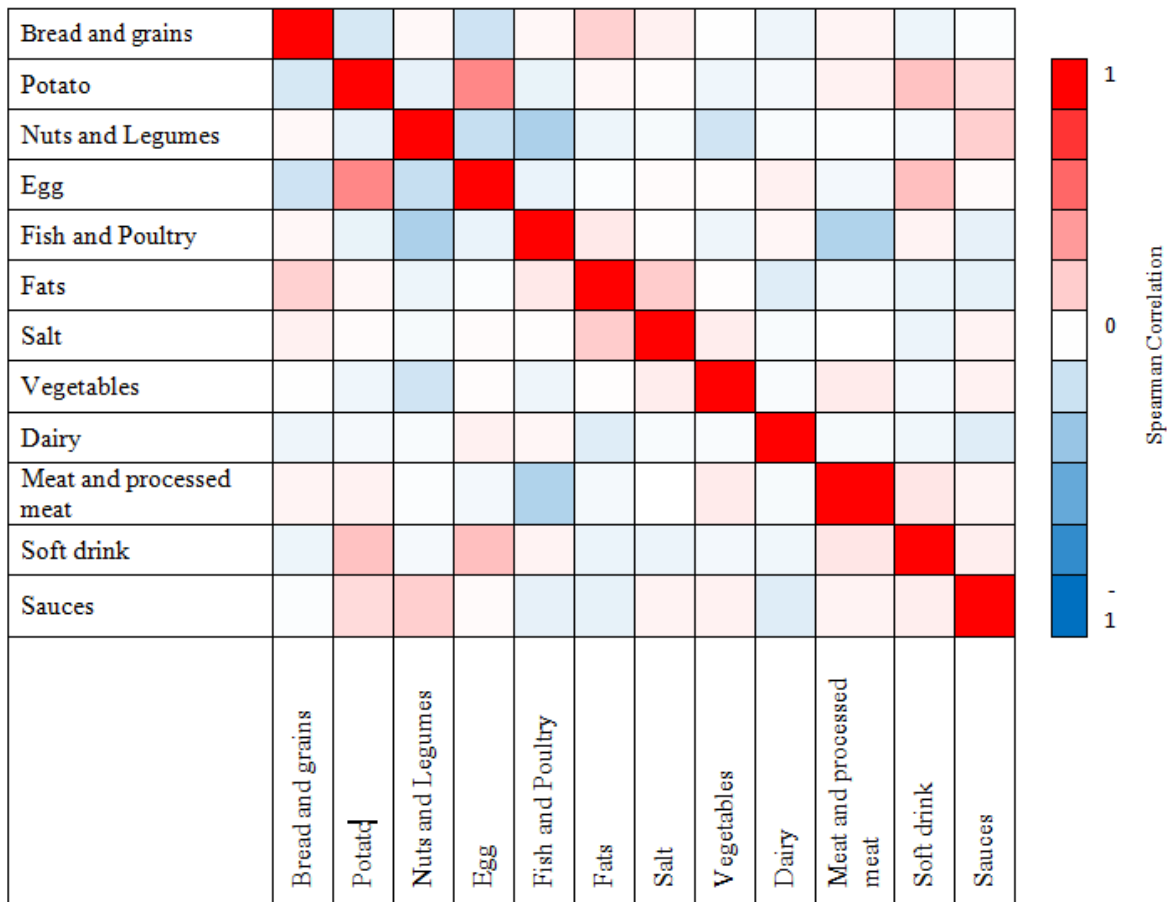 Bread and grains
Potato
Nuts and Legumes
Egg
Fish and Poultry
Fats
Salt
Vegetables
Dairy
Meat and processed
meat
Soft drink
Sauces
Bread and grains
Potato
Nuts and Legumes
Egg
Fish and Poultry
Fats
Salt
Vegetables
Dairy
Meat and processed
meat
Soft drink
Sauces
1
0
-
1
Spearman Correlation